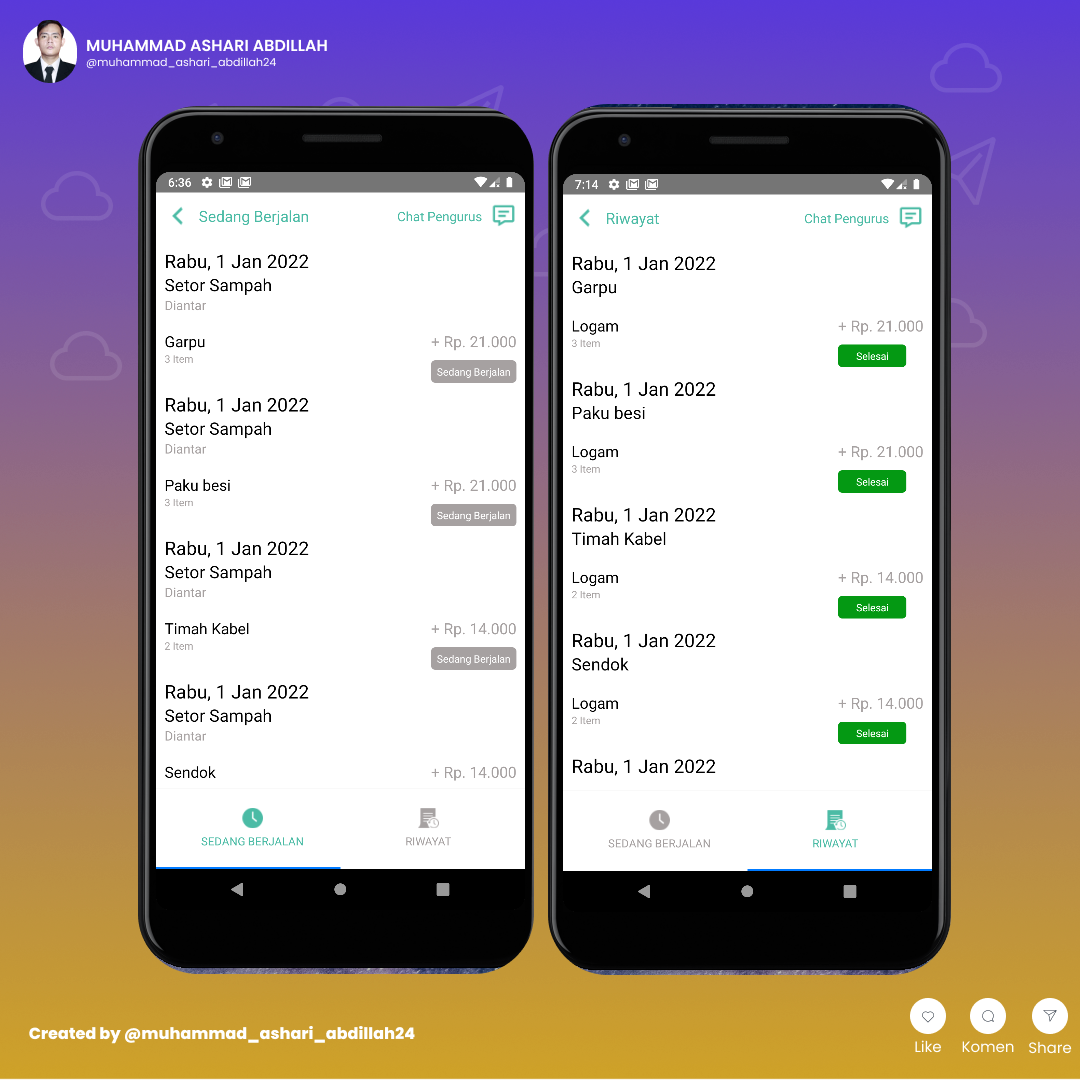 MUHAMMAD ASHARI ABDILLAH
@muhammad_ashari_abdillah24
6:36
Sedang Berjalan
Chat Pengurus
Rabu, 1 Jan 2022
Setor Sampah
Diantar
Garpu
+ Rp. 21.000
3 Item
Sedang Berjalan
Rabu, 1 Jan 2022
Setor Sampah
Diantar
Paku besi
+ Rp. 21.000
3 Item
Sedang Berjalan
Rabu, 1 Jan 2022
Setor Sampah
Diantar
Timah Kabel
+ Rp. 14.000
2 Item
Sedang Berjalan
Rabu, 1 Jan 2022
Setor Sampah
Diantar
Sendok
+ Rp. 14.000
SEDANG BERJALAN
RIWAYAT
7:14
Riwayat
Chat Pengurus
Rabu, 1 Jan 2022
Garpu
Logam
+ Rp. 21.000
3 Item
Selesai
Rabu, 1 Jan 2022
Paku besi
Logam
+ Rp. 21.000
3 Item
Selesai
Rabu, 1 Jan 2022
Timah Kabel
Logam
+ Rp. 14.000
2 Item
Selesai
Rabu, 1 Jan 2022
Sendok
Logam
+ Rp. 14.000
2 Item
Selesai
Rabu, 1 Jan 2022
SEDANG BERJALAN
RIWAYAT
Created by @muhammad_ashari_abdillah24
Like
Komen
Share